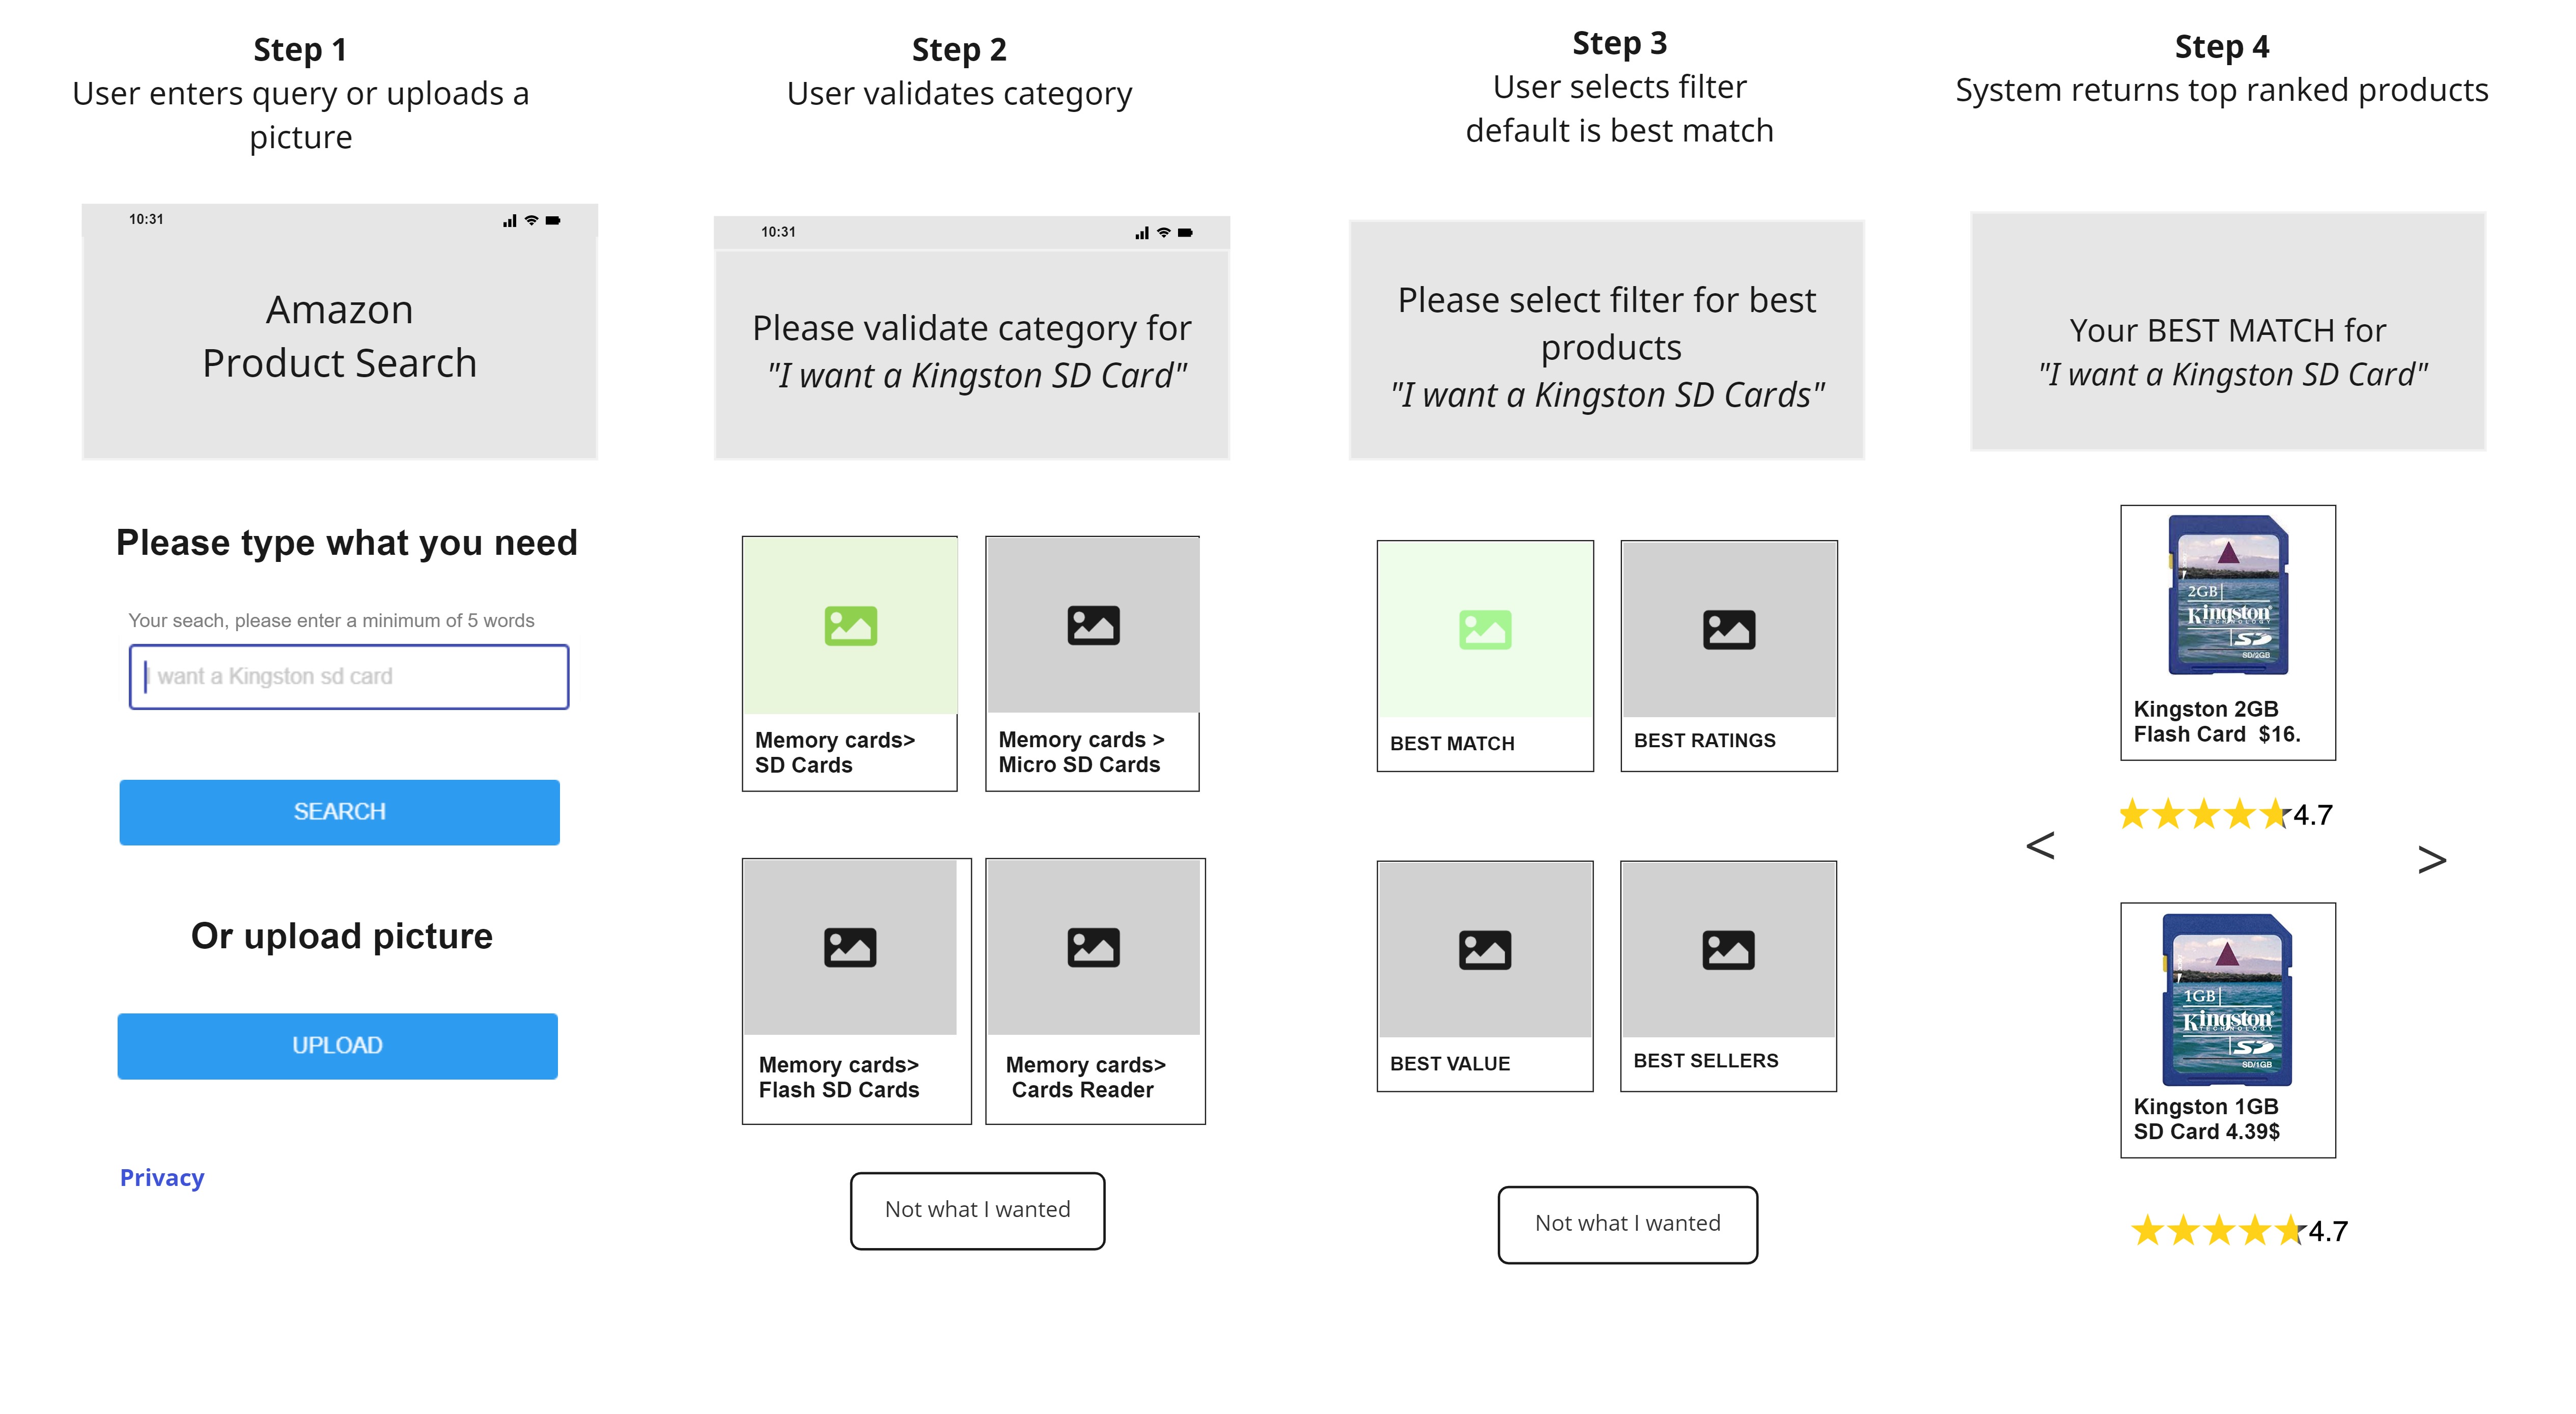 Step 1
User enters query or uploads a
picture
10:31
Amazon
Product Search
Please type what you need
Your seach, please enter a minimum of 5 words
I want a Kingston sd card
SEARCH
Or upload picture
UPLOAD
Privacy
Step 2
User validates category
10:31
Please validate category for
"I want a Kingston SD Card"
Memory cards>
SD Cards
Memory cards >
Micro SD Cards
Memory cards>
Flash SD Cards
Memory cards>
Cards Reader
Not what I wanted
Step 3
User selects filter
default is best match
Please select filter for best
products
"I want a Kingston SD Cards"
BEST MATCH
BEST RATINGS
BEST VALUE
BEST SELLERS
Not what I wanted
Step 4
System returns top ranked products
Your BEST MATCH for
"I want a Kingston SD Card"
2GB
Kingston
TECHNOLOGY
SD
SD/2GB
Kingston 2GB
Flash Card $16.
4.7
<
>
1GB
Kingston
TECHNOLOGY
SD
SD/1GB
Kingston 1GB
SD Card 4.39$
4.7